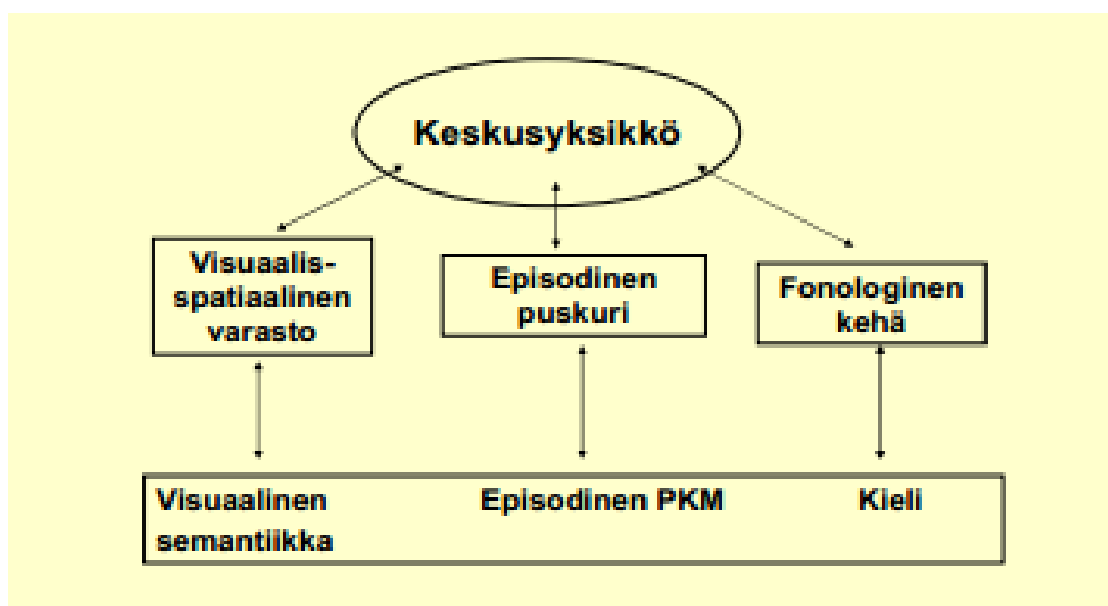 Keskusyksikkö
Visuaalis-
spatiaalinen
varasto
Episodinen
puskuri
Fonologinen
kehä
Visuaalinen
semantiikka
Episodinen PKM
Kieli